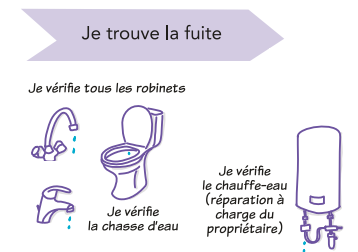 Je trouve la fuite
Je vérifie tous les robinets
Je vérifie
la chasse d'eau
Je vérifie
le chauffe-eau
(réparation à
charge du
propriétaire)